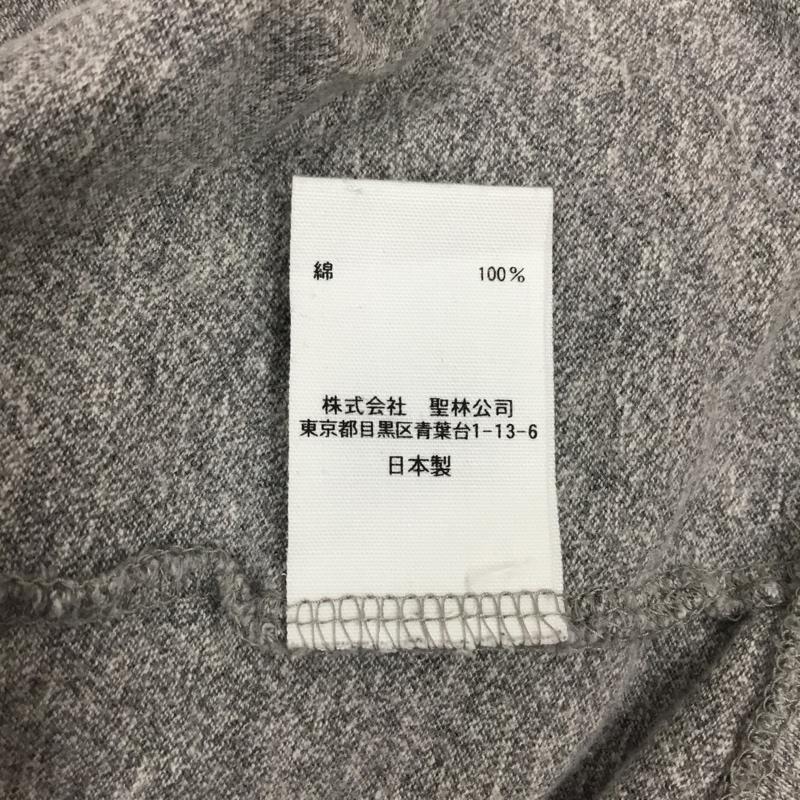 綿 100%
株式会社 聖林公司
東京都目黒区青葉台1-13-6
日本製